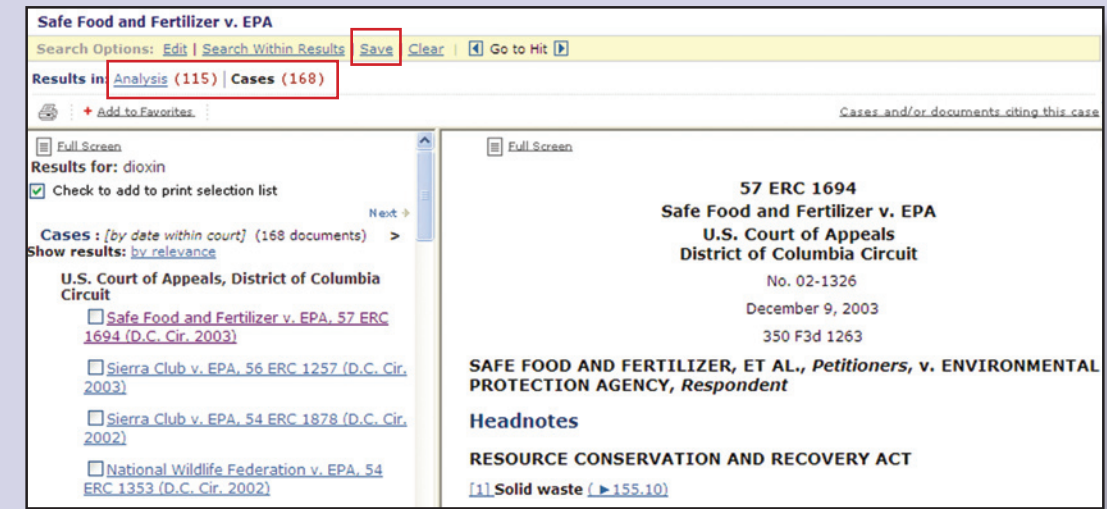 Safe Food and Fertilizer v. EPA
Search Options: Edit | Search Within Results | Save | Clear | Go to Hit
Results in: Analysis (115) | Cases (168)
+ Add to Favorites
Cases and/or documents citing this case
Full Screen
Results for: dioxin
Check to add to print selection list
Next →
Cases : [by date within court] (168 documents) >
Show results: by relevance
U.S. Court of Appeals, District of Columbia
Circuit
Safe Food and Fertilizer v. EPA, 57 ERC
1694 (D.C. Cir. 2003)
Sierra Club v. EPA, 56 ERC 1257 (D.C. Cir.
2003)
Sierra Club v. EPA, 54 ERC 1878 (D.C. Cir.
2002)
National Wildlife Federation v. EPA, 54
ERC 1353 (D.C. Cir. 2002)
Full Screen
57 ERC 1694
Safe Food and Fertilizer v. EPA
U.S. Court of Appeals
District of Columbia Circuit
No. 02-1326
December 9, 2003
350 F3d 1263
SAFE FOOD AND FERTILIZER, ET AL., Petitioners, v. ENVIRONMENTAL
PROTECTION AGENCY, Respondent
Headnotes
RESOURCE CONSERVATION AND RECOVERY ACT
[1] Solid waste ( ►155.10)